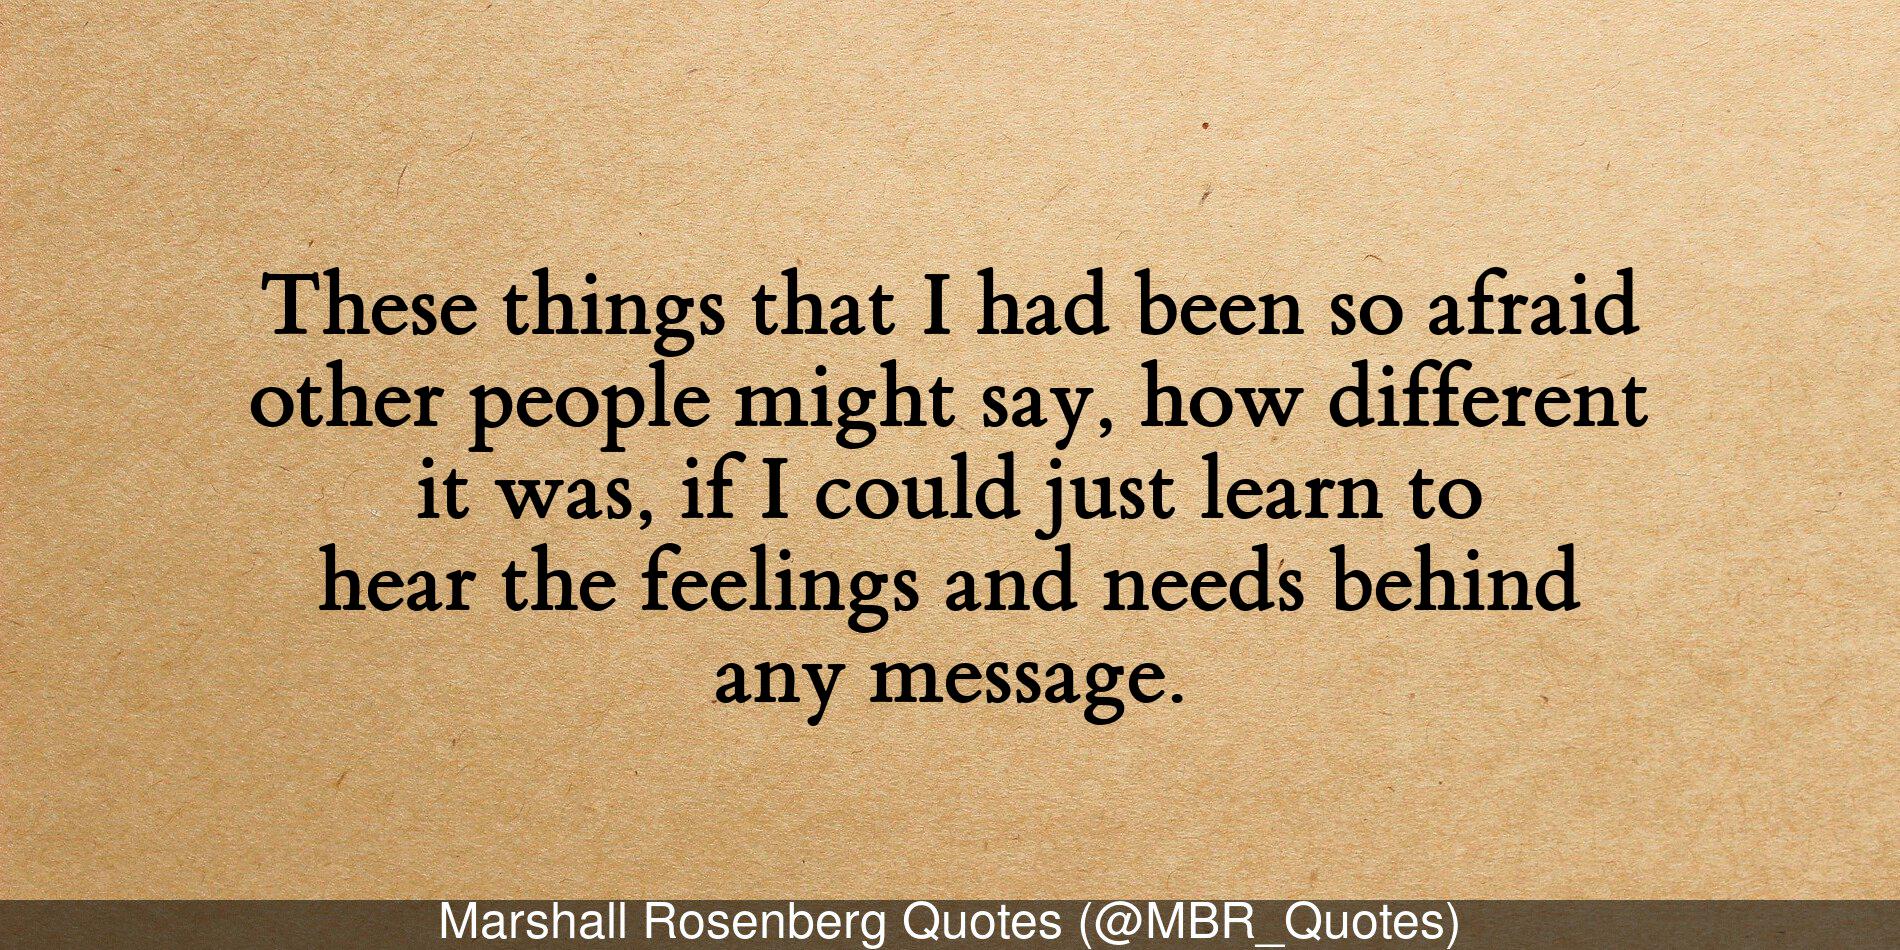 These things that I had been so afraid
other people might say, how different
it was, if I could just learn to
hear the feelings and needs behind
any message.
Marshall Rosenberg Quotes (@MBR_Quotes)